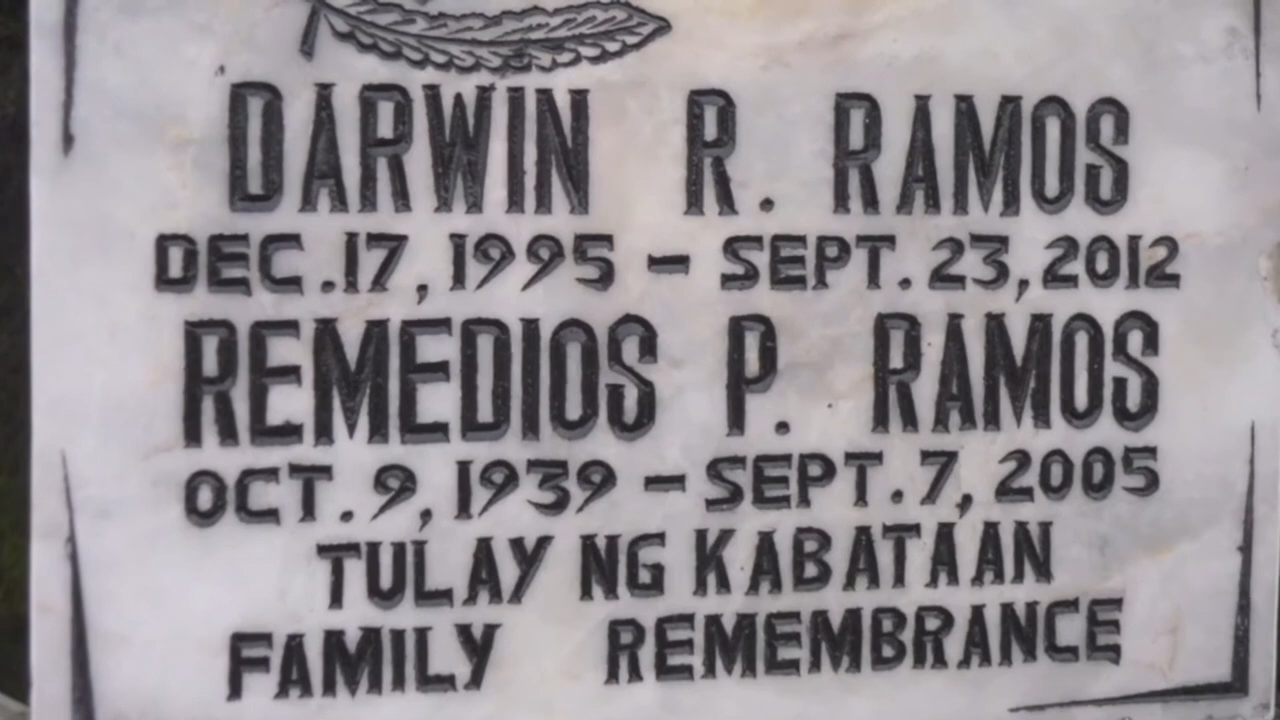 DARWIN R. RAMOS
DEC.17,1995 - SEPT.23,2012
REMEDIOS P. RAMOS
OCT.9,1939 - SEPT.7,2005
TULAY NG KABATAAN
FAMILY REMEMBRANCE